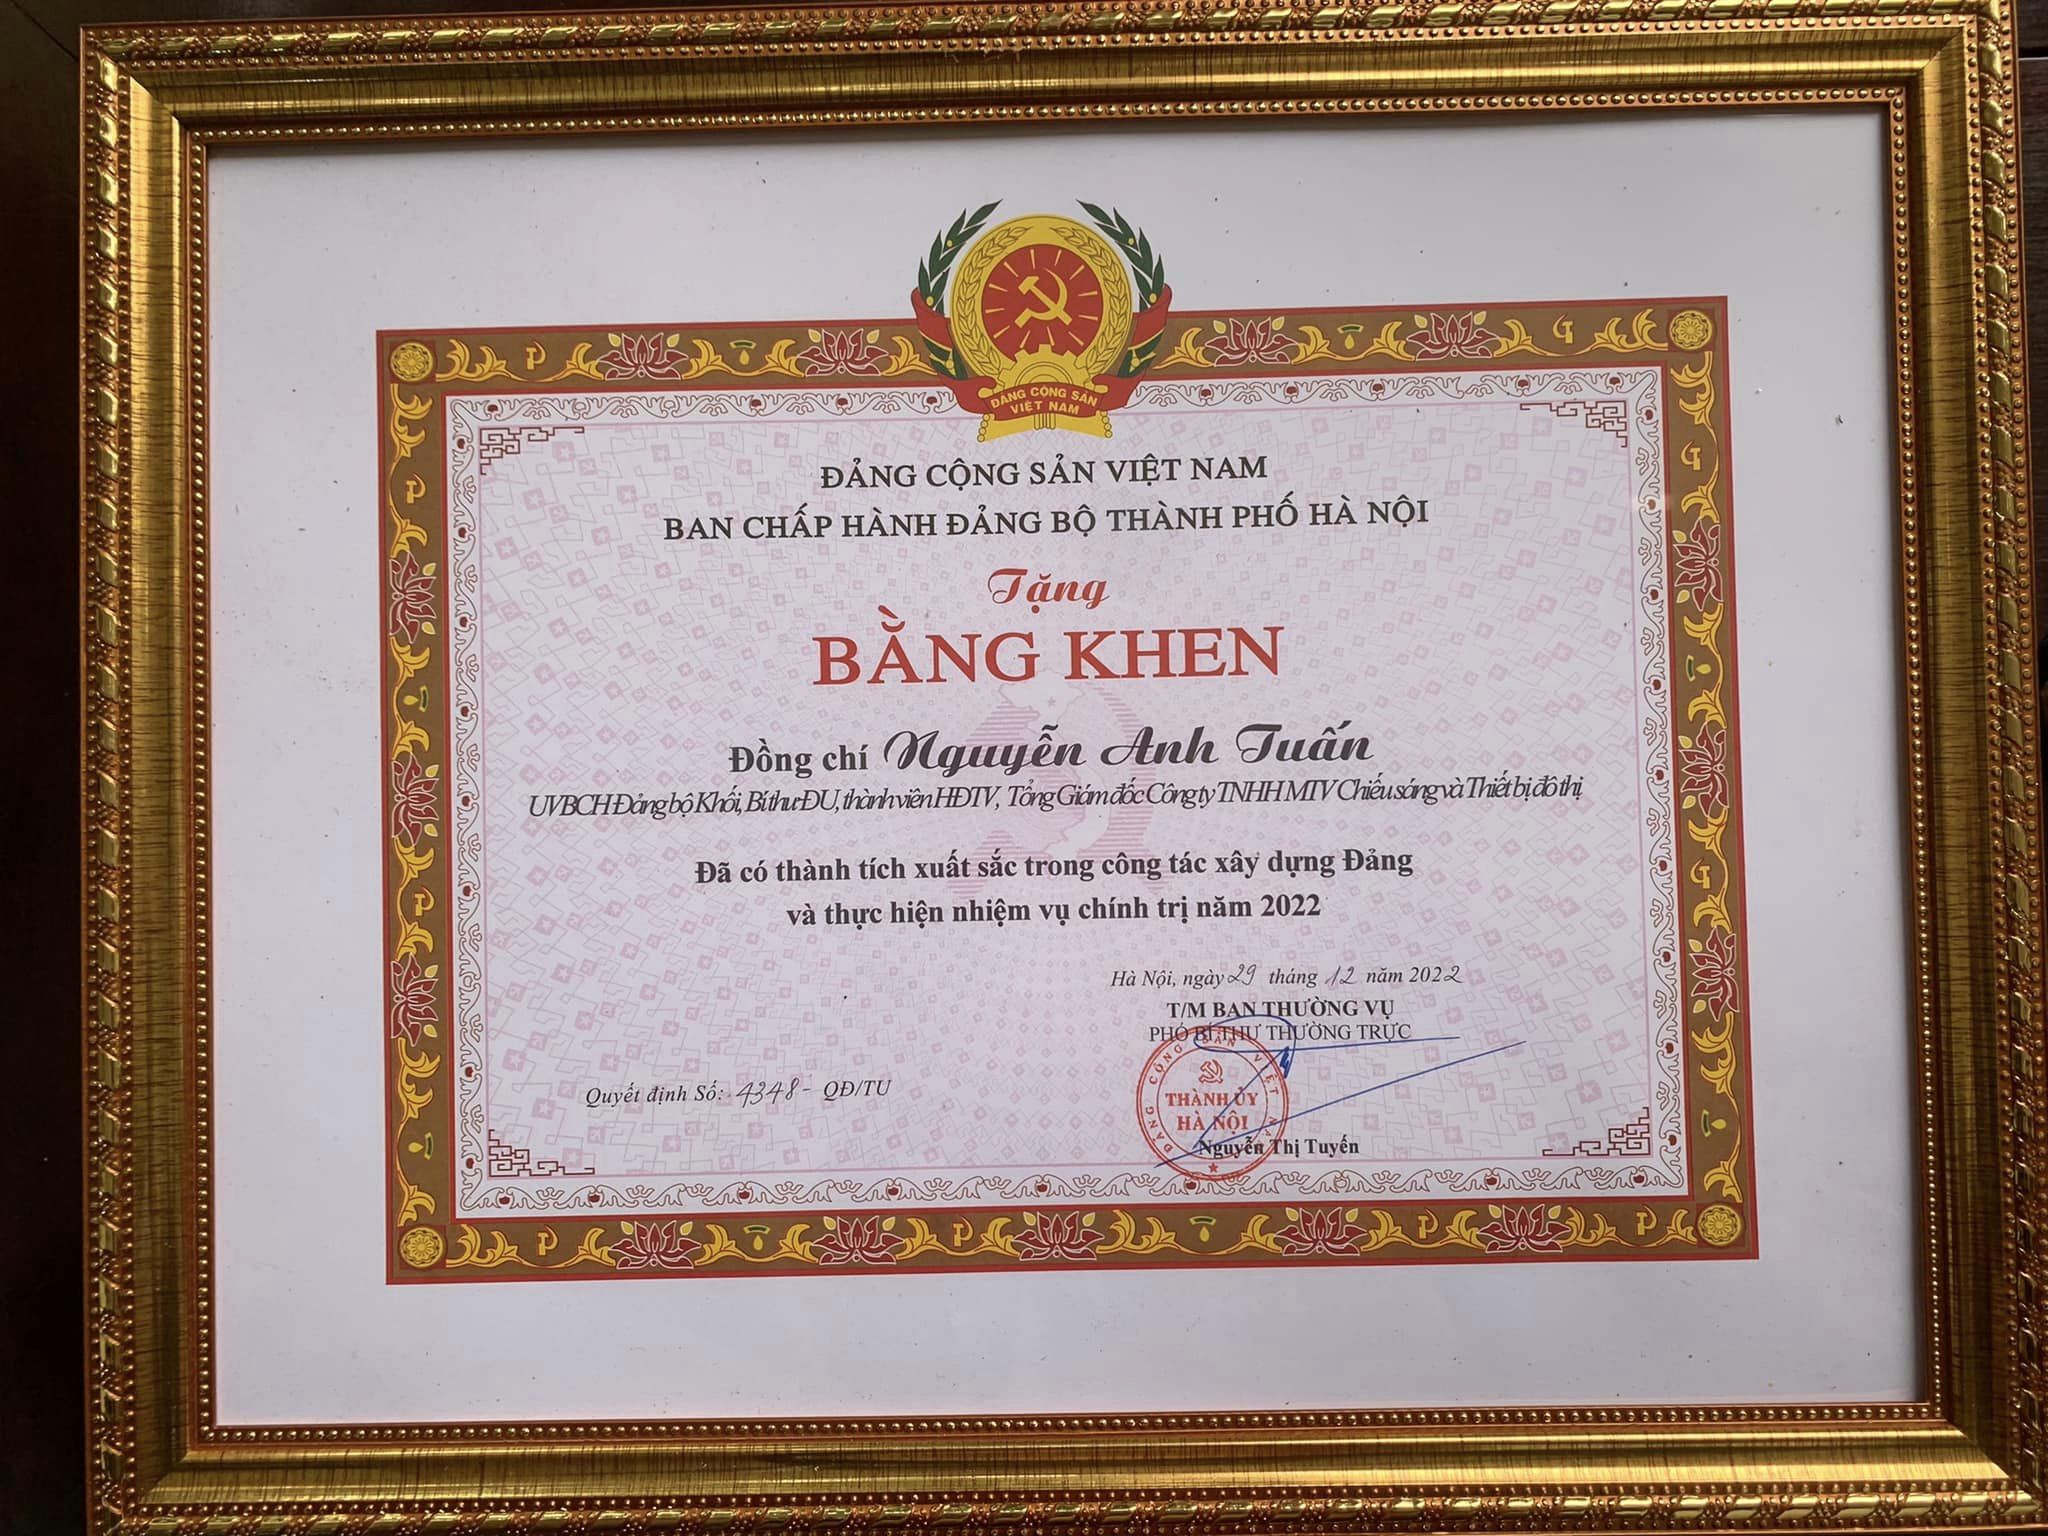 ĐẢNG CỘNG SẢN
VIỆT NAM
ĐẢNG CỘNG SẢN VIỆT NAM
BAN CHẤP HÀNH ĐẢNG BỘ THÀNH PHỐ HÀ NỘI
Tặng
BẰNG KHEN
Đồng chí Nguyễn Anh Tuấn
UVBCH Đảng bộ Khối, Bí thư ĐU, thành viên HĐTV, Tổng Giám đốc Công ty TNHH MTV Chiếu sáng và Thiết bị đô thị
Đã có thành tích xuất sắc trong công tác xây dựng Đảng
và thực hiện nhiệm vụ chính trị năm 2022
Hà Nội, ngày 29 tháng 12 năm 2022
T/M BAN THƯỜNG VỤ
PHÓ BÍ THƯ THƯỜNG TRỰC
Quyết định Số: 4348- QĐ/TU
ĐẢNG CỘNG SẢN VIỆT NAM
THÀNH ỦY
HÀ NỘI
Nguyễn Thị Tuyến